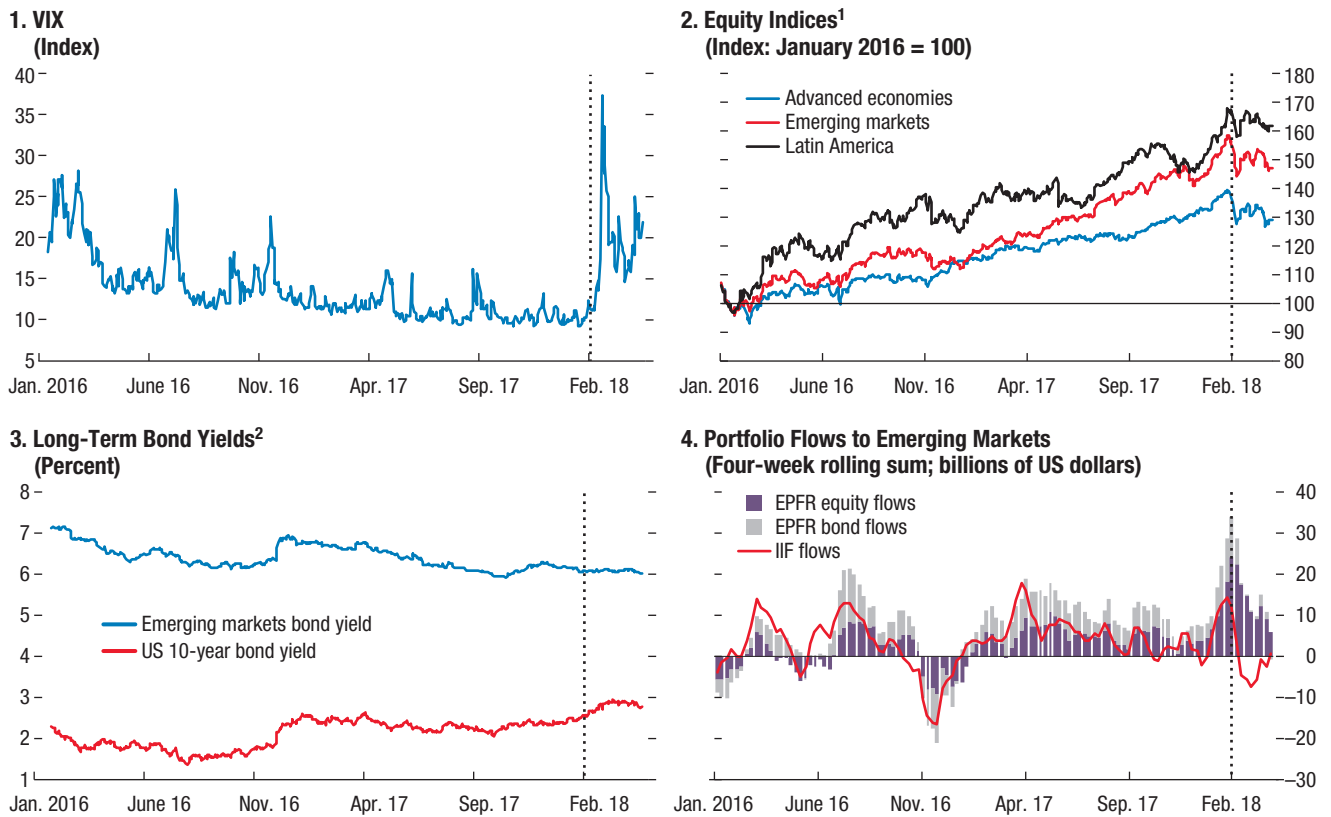 1. VIX
(Index)
40
35
30
25
20
15
10
5
Jan. 2016 June 16 Nov. 16 Apr. 17 Sep. 17 Feb. 18
2. Equity Indices¹
(Index: January 2016 = 100)
Advanced economies
Emerging markets
Latin America
180
170
160
150
140
130
120
110
100
90
80
Jan. 2016 June 16 Nov. 16 Apr. 17 Sep. 17 Feb. 18
3. Long-Term Bond Yields²
(Percent)
8
7
6
5
4
3
2
1
Emerging markets bond yield
US 10-year bond yield
Jan. 2016 June 16 Nov. 16 Apr. 17 Sep. 17 Feb. 18
4. Portfolio Flows to Emerging Markets
(Four-week rolling sum; billions of US dollars)
EPFR equity flows
EPFR bond flows
IIF flows
40
30
20
10
0
–10
–20
–30
Jan. 2016 June 16 Nov. 16 Apr. 17 Sep. 17 Feb. 18